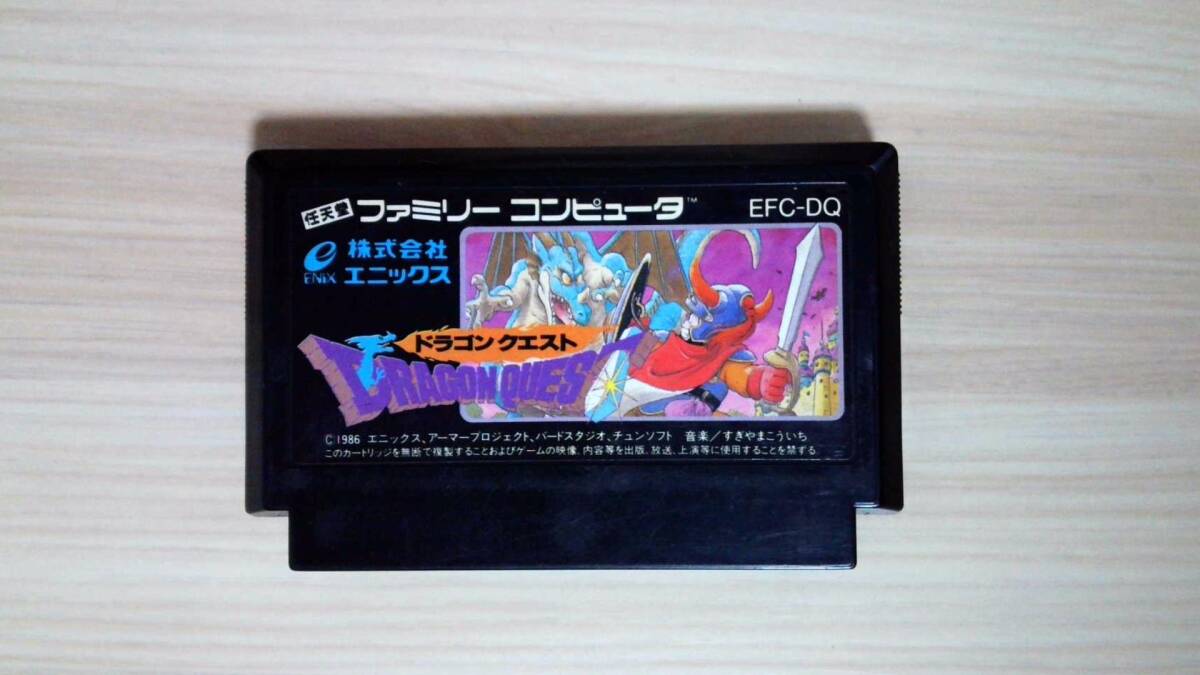 任天堂 ファミリー コンピュータ™ EFC-DQ
ENIX 株式会社
エニックス
ドラゴン クエスト
DRAGON QUEST
©1986 エニックス、アーマープロジェクト、バードスタジオ、チュンソフト 音楽/すぎやまこういち
このカートリッジを無断で複製することおよびゲームの映像、内容等を出版、放送、上演等に使用することを禁ずる